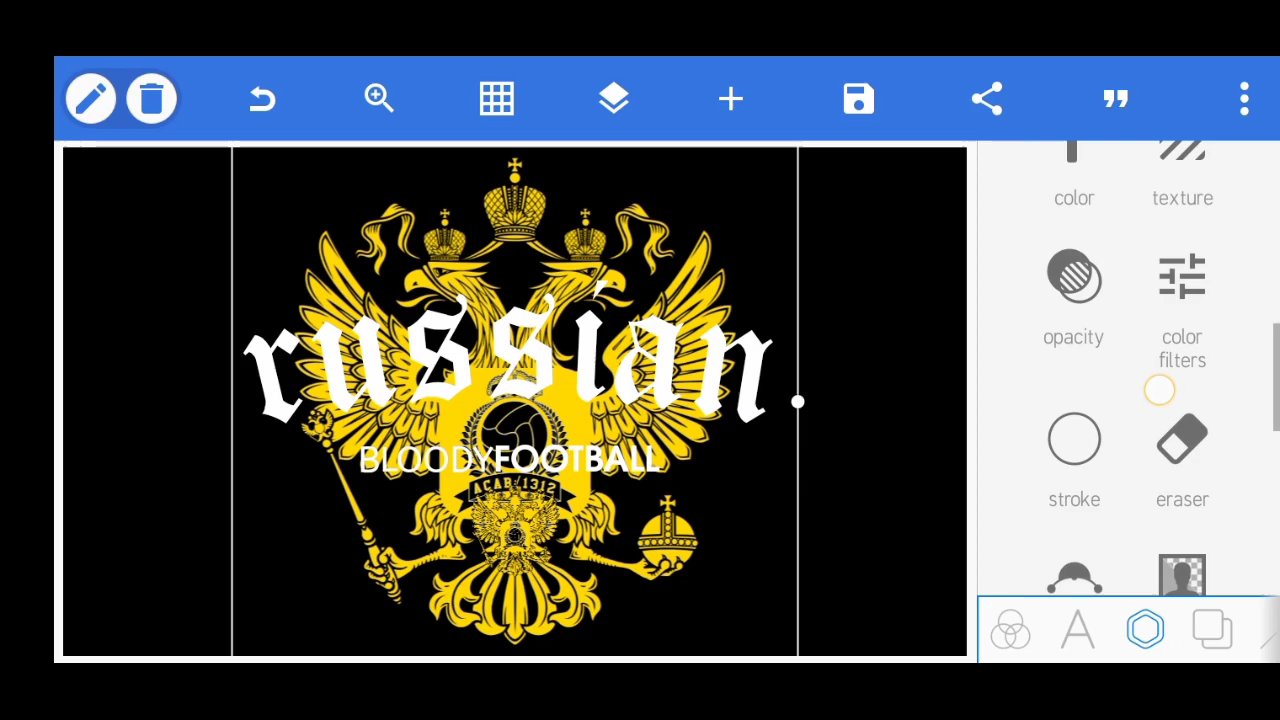 color texture
opacity color
filters
russian.
BLOODYFOOTBALL
ACAB/1312
stroke eraser